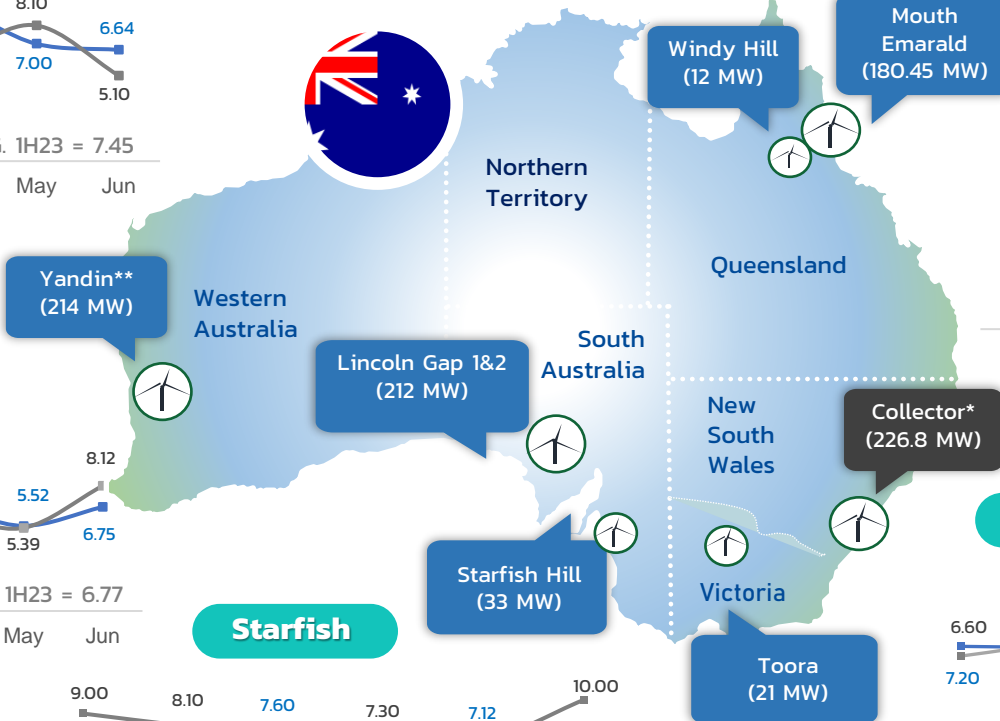 8.10
6.64
7.00
5.10
. 1H23 = 7.45
May
Jun
Windy Hill
(12 MW)
Mouth
Emarald
(180.45 MW)
Northern
Territory
Queensland
Yandin**
(214 MW)
Western
Australia
South
Australia
Lincoln Gap 1&2
(212 MW)
New
South
Wales
Collector*
(226.8 MW)
8.12
5.52
5.39
6.75
1H23 = 6.77
May
Jun
Starfish Hill
(33 MW)
Victoria
Starfish
Toora
(21 MW)
6.60
7.20
9.00
8.10
7.60
7.30
7.12
10.00